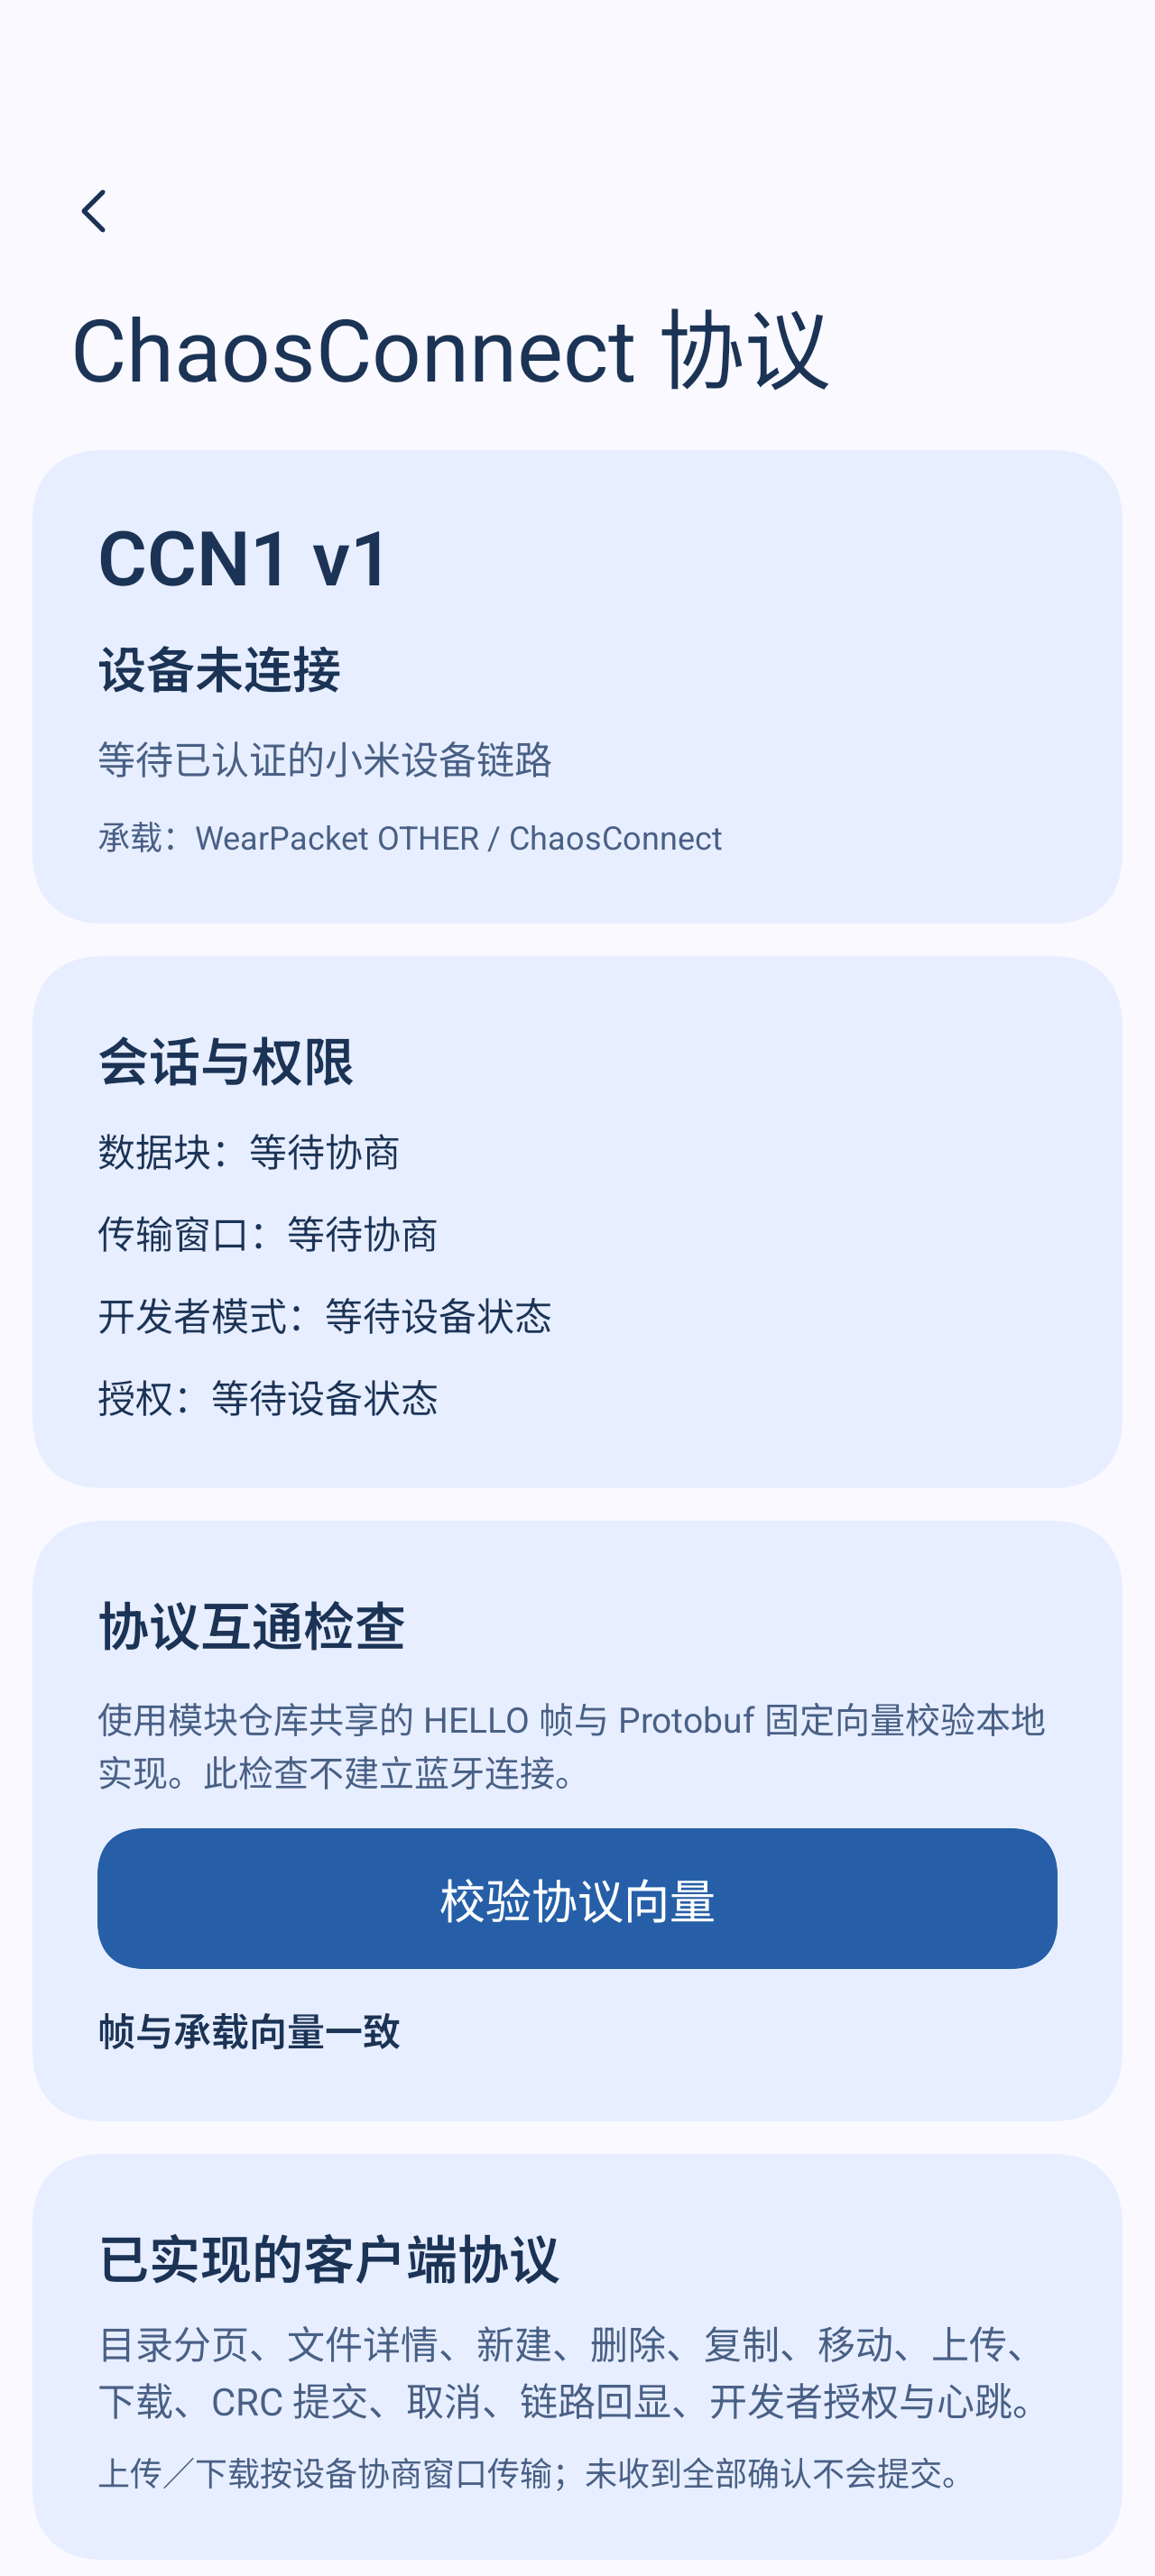 ChaosConnect 协议
CCN1 v1
设备未连接
等待已认证的小米设备链路
承载：WearPacket OTHER / ChaosConnect
会话与权限
数据块：等待协商
传输窗口：等待协商
开发者模式：等待设备状态
授权：等待设备状态
协议互通检查
使用模块仓库共享的 HELLO 帧与 Protobuf 固定向量校验本地
实现。此检查不建立蓝牙连接。
校验协议向量
帧与承载向量一致
已实现的客户端协议
目录分页、文件详情、新建、删除、复制、移动、上传、
下载、CRC 提交、取消、链路回显、开发者授权与心跳。
上传／下载按设备协商窗口传输；未收到全部确认不会提交。